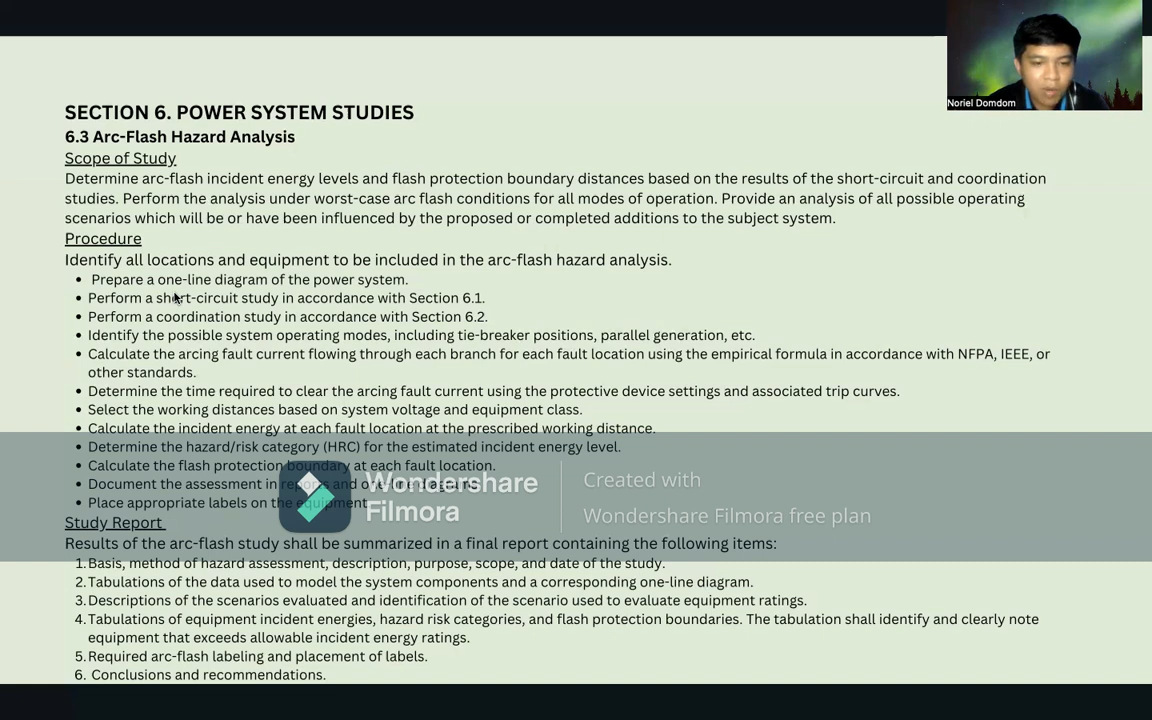 Noriel Domdom
SECTION 6. POWER SYSTEM STUDIES
6.3 Arc-Flash Hazard Analysis
Scope of Study
Determine arc-flash incident energy levels and flash protection boundary distances based on the results of the short-circuit and coordination
studies. Perform the analysis under worst-case arc flash conditions for all modes of operation. Provide an analysis of all possible operating
scenarios which will be or have been influenced by the proposed or completed additions to the subject system.
Procedure
Identify all locations and equipment to be included in the arc-flash hazard analysis.
• Prepare a one-line diagram of the power system.
• Perform a short-circuit study in accordance with Section 6.1.
• Perform a coordination study in accordance with Section 6.2.
• Identify the possible system operating modes, including tie-breaker positions, parallel generation, etc.
• Calculate the arcing fault current flowing through each branch for each fault location using the empirical formula in accordance with NFPA, IEEE, or
other standards.
• Determine the time required to clear the arcing fault current using the protective device settings and associated trip curves.
• Select the working distances based on system voltage and equipment class.
• Calculate the incident energy at each fault location at the prescribed working distance.
• Determine the hazard/risk category (HRC) for the estimated incident energy level.
• Calculate the flash protection boundary at each fault location.
• Document the assessment in reports and one-line diagrams.
• Place appropriate labels on the equipment.
Wondershare
Filmora
Created with
Wondershare Filmora free plan
Study Report
Results of the arc-flash study shall be summarized in a final report containing the following items:
1. Basis, method of hazard assessment, description, purpose, scope, and date of the study.
2. Tabulations of the data used to model the system components and a corresponding one-line diagram.
3. Descriptions of the scenarios evaluated and identification of the scenario used to evaluate equipment ratings.
4. Tabulations of equipment incident energies, hazard risk categories, and flash protection boundaries. The tabulation shall identify and clearly note
equipment that exceeds allowable incident energy ratings.
5. Required arc-flash labeling and placement of labels.
6. Conclusions and recommendations.